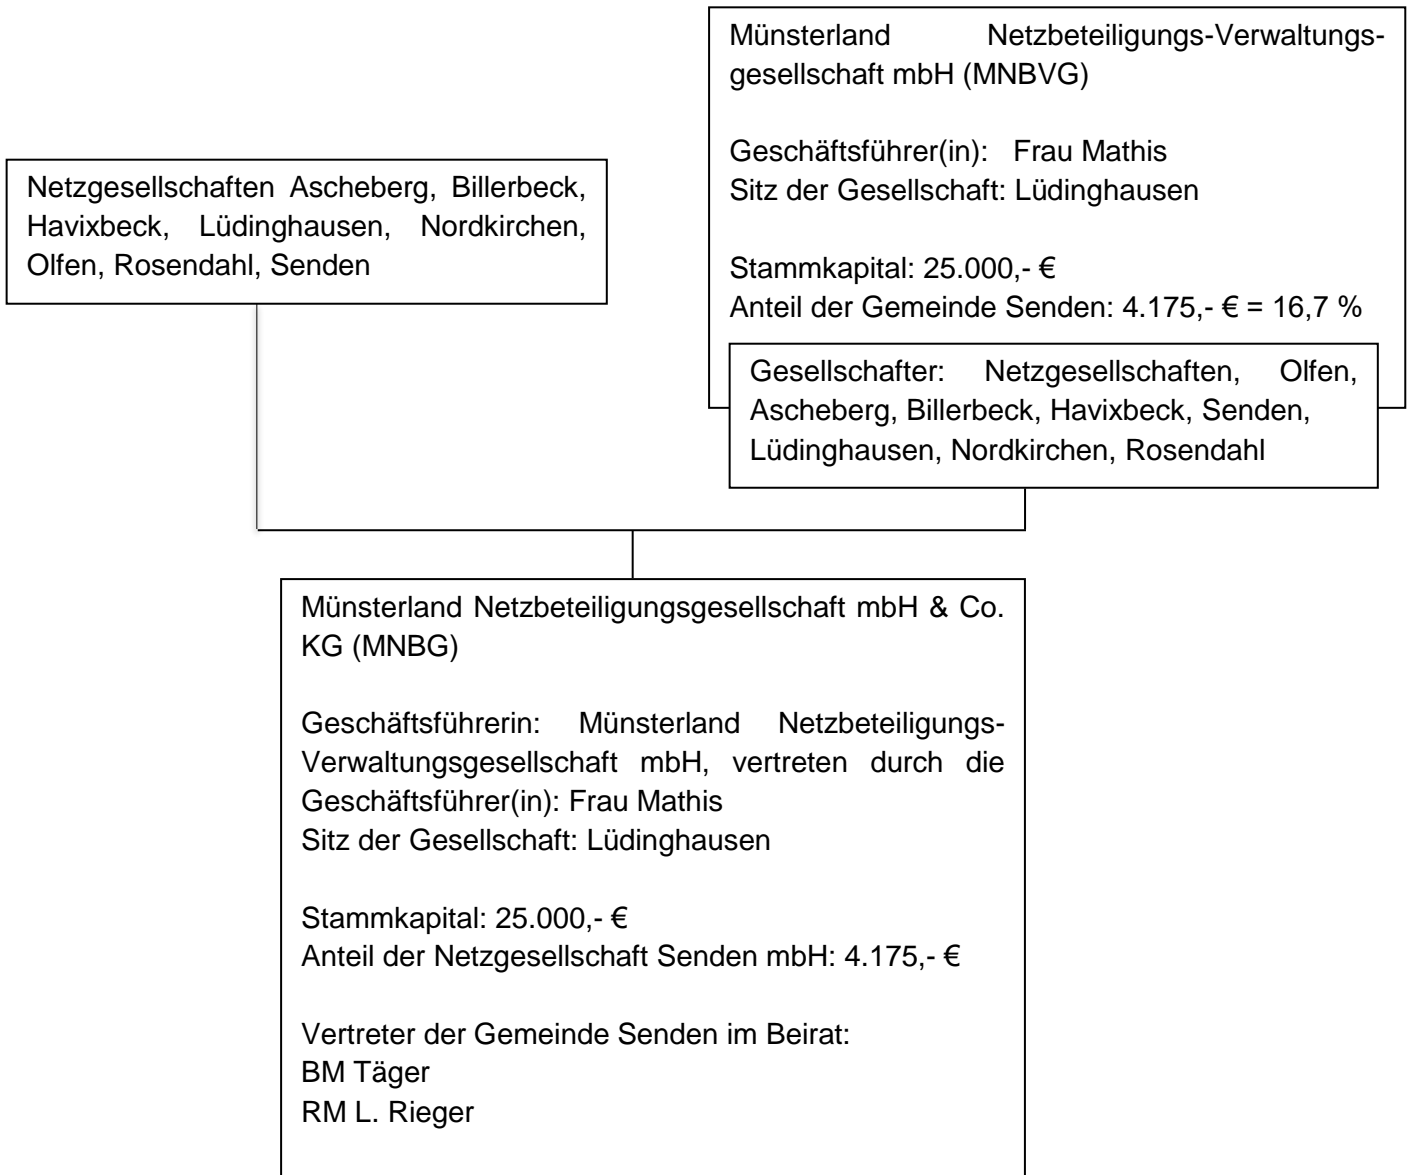 Münsterland Netzbeteiligungs-Verwaltungs-
gesellschaft mbH (MNBVG)
Geschäftsführer(in): Frau Mathis
Sitz der Gesellschaft: Lüdinghausen
Stammkapital: 25.000,- €
Anteil der Gemeinde Senden: 4.175,- € = 16,7 %
Netzgesellschaften Ascheberg, Billerbeck,
Havixbeck, Lüdinghausen, Nordkirchen,
Olfen, Rosendahl, Senden
Gesellschafter: Netzgesellschaften, Olfen,
Ascheberg, Billerbeck, Havixbeck, Senden,
Lüdinghausen, Nordkirchen, Rosendahl
Münsterland Netzbeteiligungsgesellschaft mbH & Co.
KG (MNBG)
Geschäftsführerin: Münsterland Netzbeteiligungs-
Verwaltungsgesellschaft mbH, vertreten durch die
Geschäftsführer(in): Frau Mathis
Sitz der Gesellschaft: Lüdinghausen
Stammkapital: 25.000,- €
Anteil der Netzgesellschaft Senden mbH: 4.175,- €
Vertreter der Gemeinde Senden im Beirat:
BM Täger
RM L. Rieger